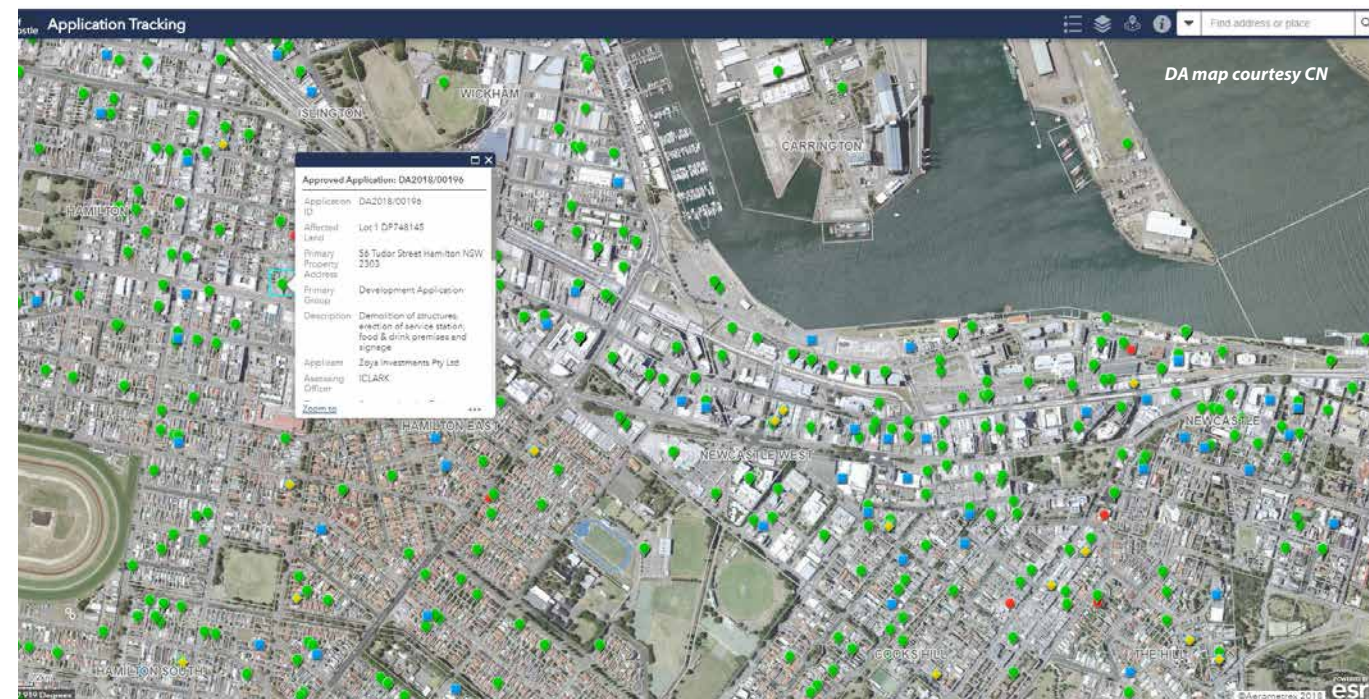 Application Tracking
Find address or place
DA map courtesy CN
WICKHAM
ISLINGTON
CARRINGTON
HAMILTON
Approved Application: DA2018/00196
Application ID DA2018/00196
Affected Land Lot 1 DP748145
Primary Property Address 56 Tudor Street Hamilton NSW 2303
Primary Group Development Application
Description Demolition of structures, erection of service station, food & drink premises and signage
Applicant Zoya Investments Pty Ltd
Assessing Officer ICLARK
Zoom to
HAMILTON EAST
NEWCASTLE WEST
NEWCASTLE
COOKS HILL
THE HILL
HAMILTON SOUTH
Degrees
esri